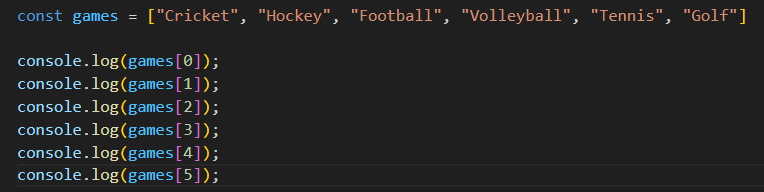 const games = ["Cricket", "Hockey", "Football", "Volleyball", "Tennis", "Golf"]
console.log(games[0]);
console.log(games[1]);
console.log(games[2]);
console.log(games[3]);
console.log(games[4]);
console.log(games[5]);